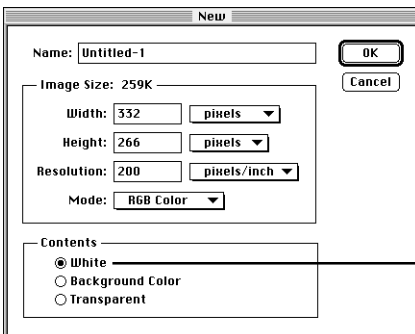 New
Name: Untitled-1
OK
Cancel
Image Size: 259K
Width: 332 pixels
Height: 266 pixels
Resolution: 200 pixels/inch
Mode: RGB Color
Contents
White
Background Color
Transparent